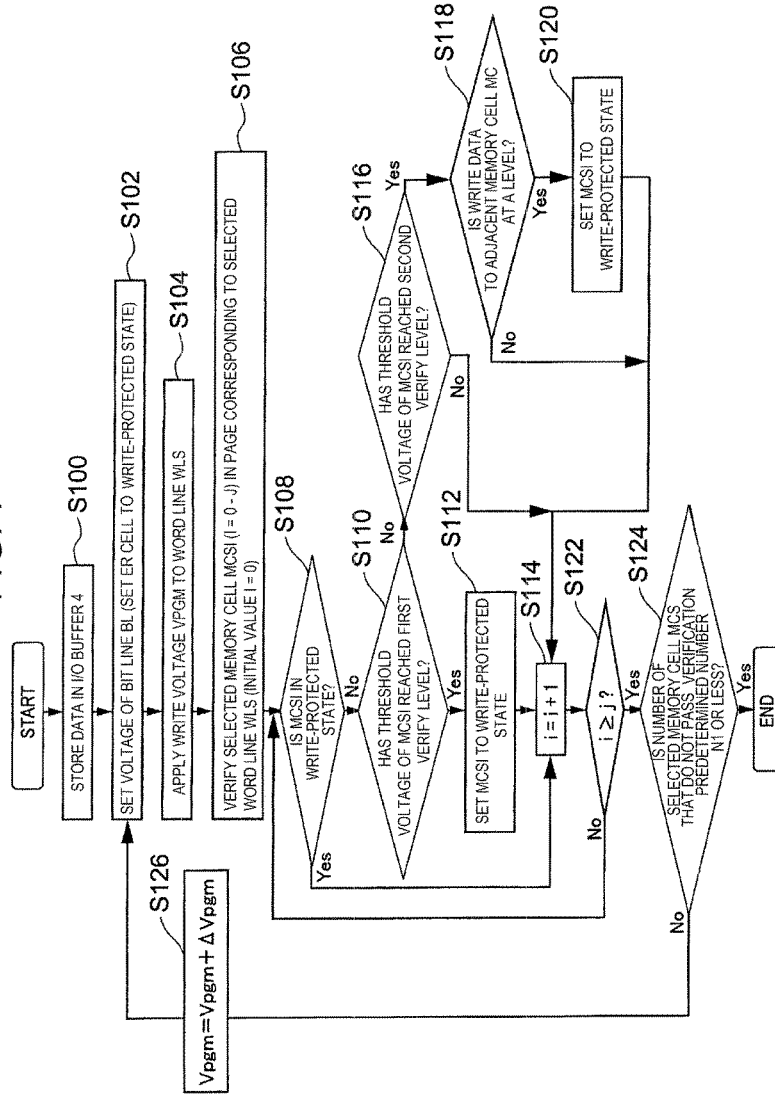 START
STORE DATA IN I/O BUFFER 4
S100
SET VOLTAGE OF BIT LINE BL (SET ER CELL TO WRITE-PROTECTED STATE)
S102
APPLY WRITE VOLTAGE VPGM TO WORD LINE WLS
S104
VERIFY SELECTED MEMORY CELL MCSI (I = 0 - J) IN PAGE CORRESPONDING TO SELECTED
WORD LINE WLS (INITIAL VALUE I = 0)
S106
IS MCSI IN
WRITE-PROTECTED
STATE?
S108
Yes
No
HAS THRESHOLD
VOLTAGE OF MCSI REACHED FIRST
VERIFY LEVEL?
S110
No
Yes
SET MCSI TO WRITE-PROTECTED
STATE
S112
HAS THRESHOLD
VOLTAGE OF MCSI REACHED SECOND
VERIFY LEVEL?
S116
Yes
No
IS WRITE DATA
TO ADJACENT MEMORY CELL MC
AT A LEVEL?
S118
No
Yes
SET MCSI TO
WRITE-PROTECTED STATE
S120
i = i + 1
S114
i ≥ j ?
S122
No
Yes
IS NUMBER OF
SELECTED MEMORY CELL MCS
THAT DO NOT PASS VERIFICATION
PREDETERMINED NUMBER
N1 OR LESS?
S124
No
Yes
Vpgm=Vpgm+ΔVpgm
S126
END